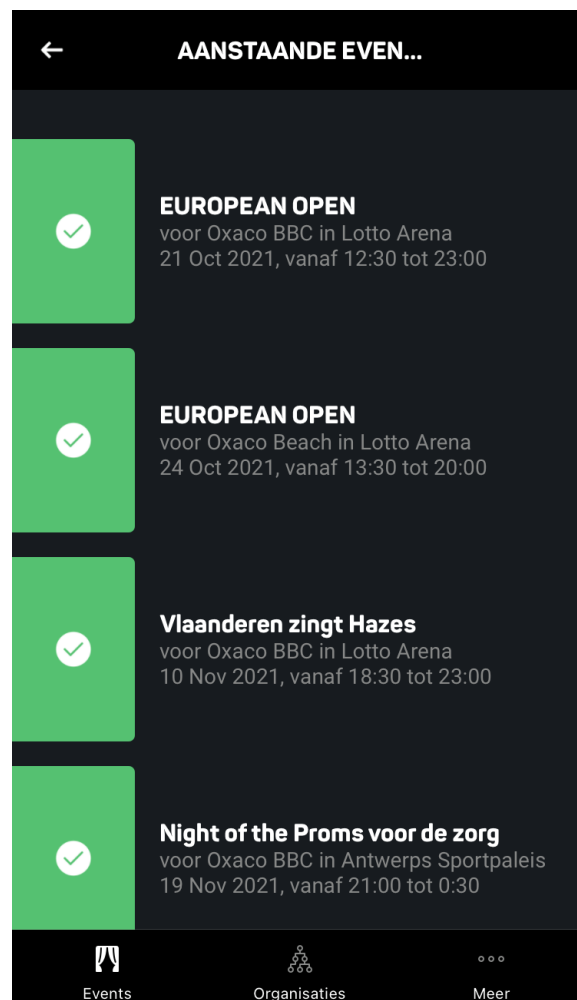 AANSTAANDE EVEN...
EUROPEAN OPEN
voor Oxaco BBC in Lotto Arena
21 Oct 2021, vanaf 12:30 tot 23:00
EUROPEAN OPEN
voor Oxaco Beach in Lotto Arena
24 Oct 2021, vanaf 13:30 tot 20:00
Vlaanderen zingt Hazes
voor Oxaco BBC in Lotto Arena
10 Nov 2021, vanaf 18:30 tot 23:00
Night of the Proms voor de zorg
voor Oxaco BBC in Antwerps Sportpaleis
19 Nov 2021, vanaf 21:00 tot 0:30
Events Organisaties Meer